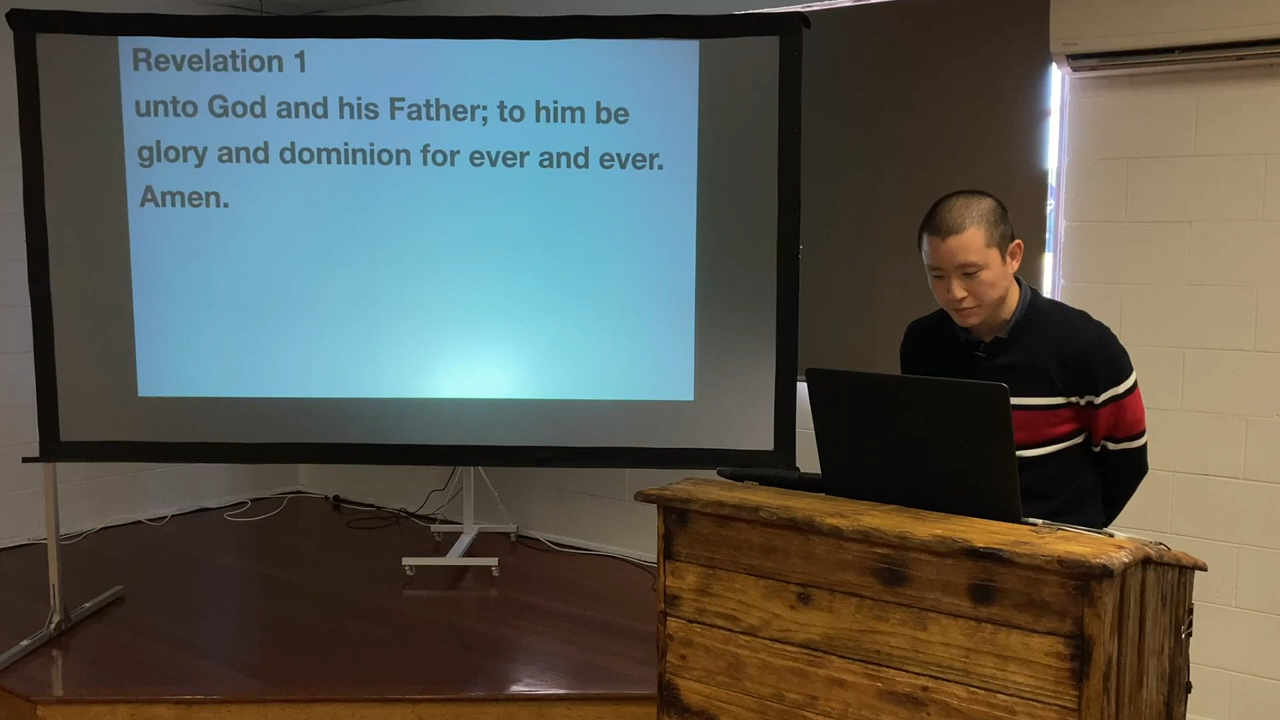 Revelation 1
unto God and his Father; to him be
glory and dominion for ever and ever.
Amen.